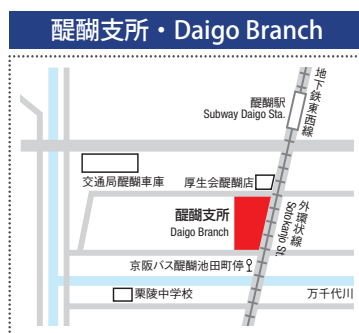 醍醐支所・Daigo Branch
地下鉄東西線
醍醐駅
Subway Daigo Sta.
交通局醍醐車庫
厚生会醍醐店
外環状線
Sotokanjo St.
醍醐支所
Daigo Branch
京阪バス醍醐池田町停
栗陵中学校
万千代川